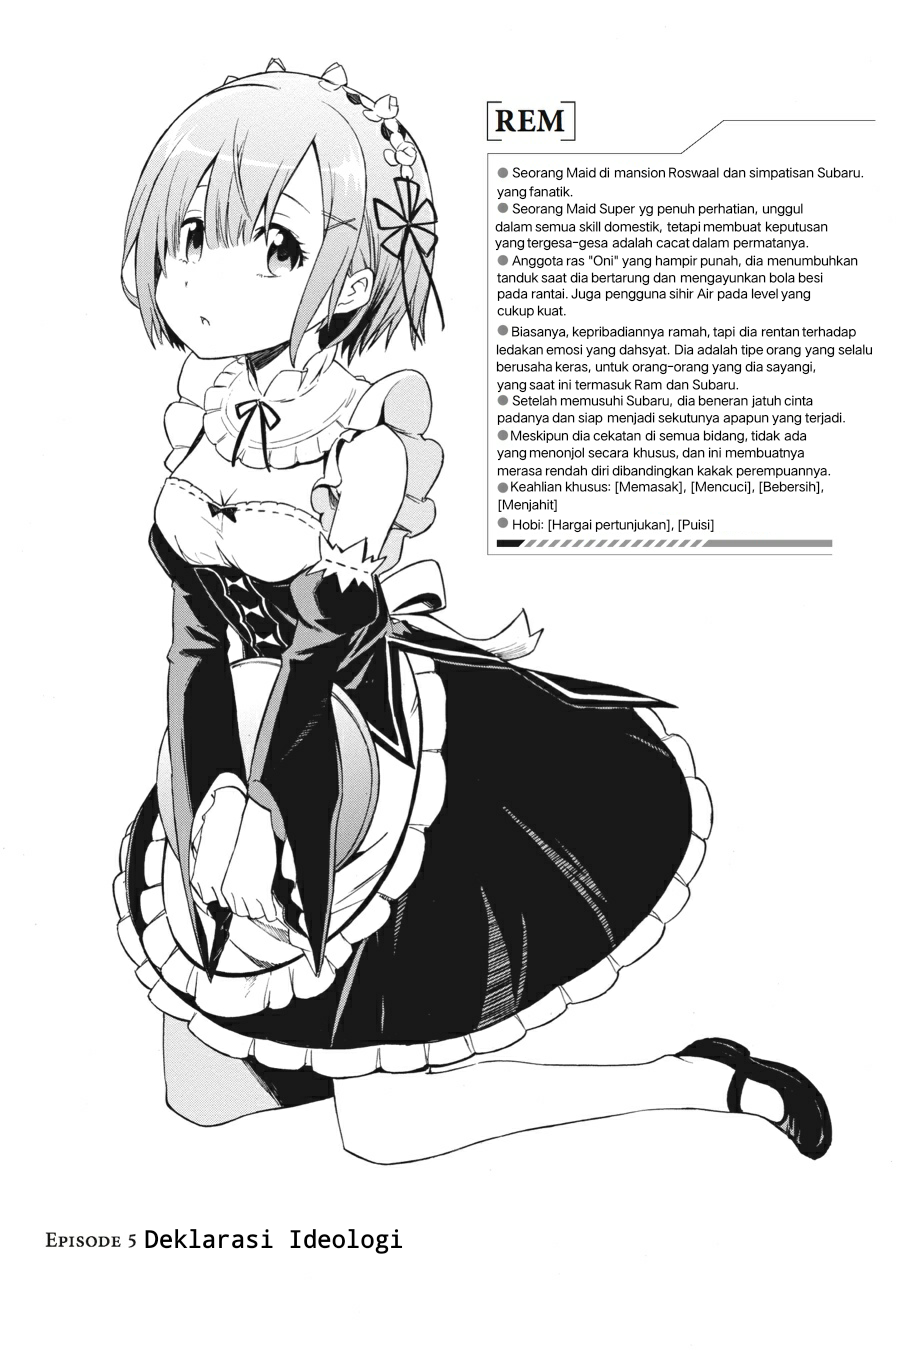 REM
● Seorang Maid di mansion Roswaal dan simpatisan Subaru.
yang fanatik.
● Seorang Maid Super yg penuh perhatian, unggul
dalam semua skill domestik, tetapi membuat keputusan
yang tergesa-gesa adalah cacat dalam permatanya.
● Anggota ras "Oni" yang hampir punah, dia menumbuhkan
tanduk saat dia bertarung dan mengayunkan bola besi
pada rantai. Juga pengguna sihir Air pada level yang
cukup kuat.
● Biasanya, kepribadiannya ramah, tapi dia rentan terhadap
ledakan emosi yang dahsyat. Dia adalah tipe orang yang selalu
berusaha keras, untuk orang-orang yang dia sayangi,
yang saat ini termasuk Ram dan Subaru.
● Setelah memusuhi Subaru, dia beneran jatuh cinta
padanya dan siap menjadi sekutunya apapun yang terjadi.
● Meskipun dia cekatan di semua bidang, tidak ada
yang menonjol secara khusus, dan ini membuatnya
merasa rendah diri dibandingkan kakak perempuannya.
● Keahlian khusus: [Memasak], [Mencuci], [Bebersih],
[Menjahit]
● Hobi: [Hargai pertunjukan], [Puisi]
EPISODE 5 Deklarasi Ideologi